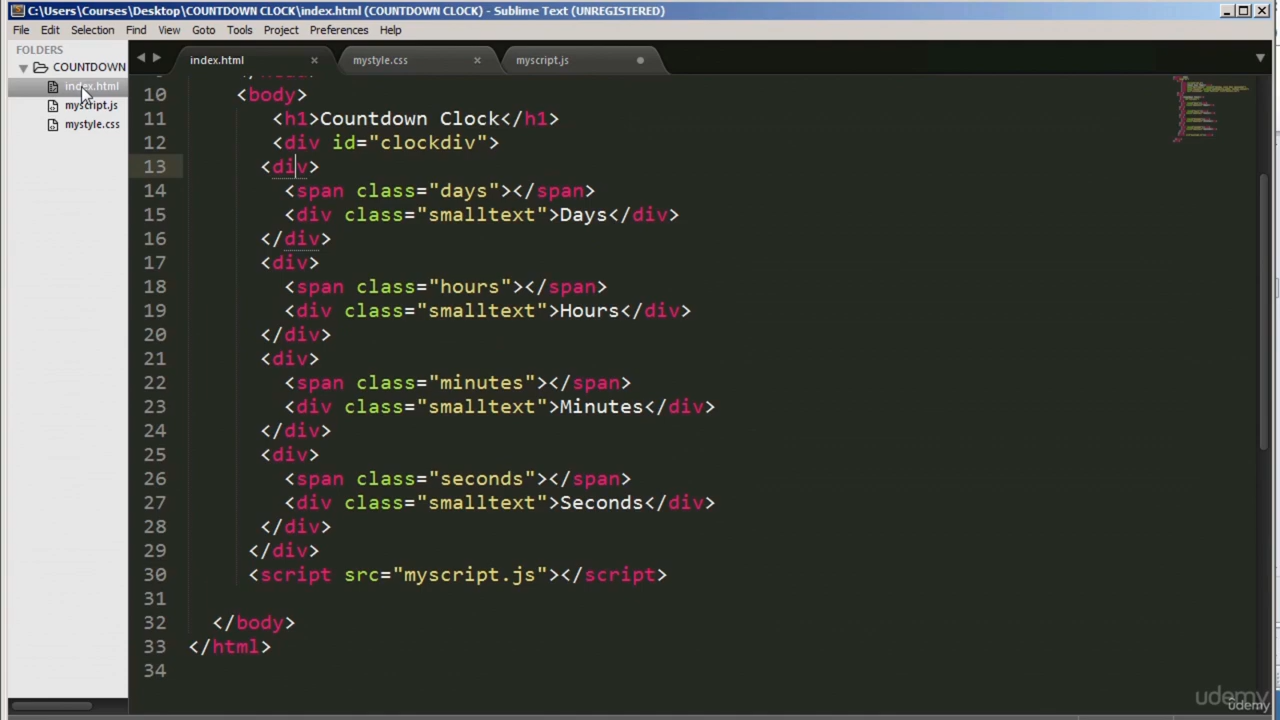 C:\Users\Courses\Desktop\COUNTDOWN CLOCK\index.html (COUNTDOWN CLOCK) - Sublime Text (UNREGISTERED)
File Edit Selection Find View Goto Tools Project Preferences Help
FOLDERS
COUNTDOWN
index.html
myscript.js
mystyle.css
index.html mystyle.css myscript.js
10 <body>
11 <h1>Countdown Clock</h1>
12 <div id="clockdiv">
13 <div>
14 <span class="days"></span>
15 <div class="smalltext">Days</div>
16 </div>
17 <div>
18 <span class="hours"></span>
19 <div class="smalltext">Hours</div>
20 </div>
21 <div>
22 <span class="minutes"></span>
23 <div class="smalltext">Minutes</div>
24 </div>
25 <div>
26 <span class="seconds"></span>
27 <div class="smalltext">Seconds</div>
28 </div>
29 </div>
30 <script src="myscript.js"></script>
31
32 </body>
33 </html>
34
udemy
udemy